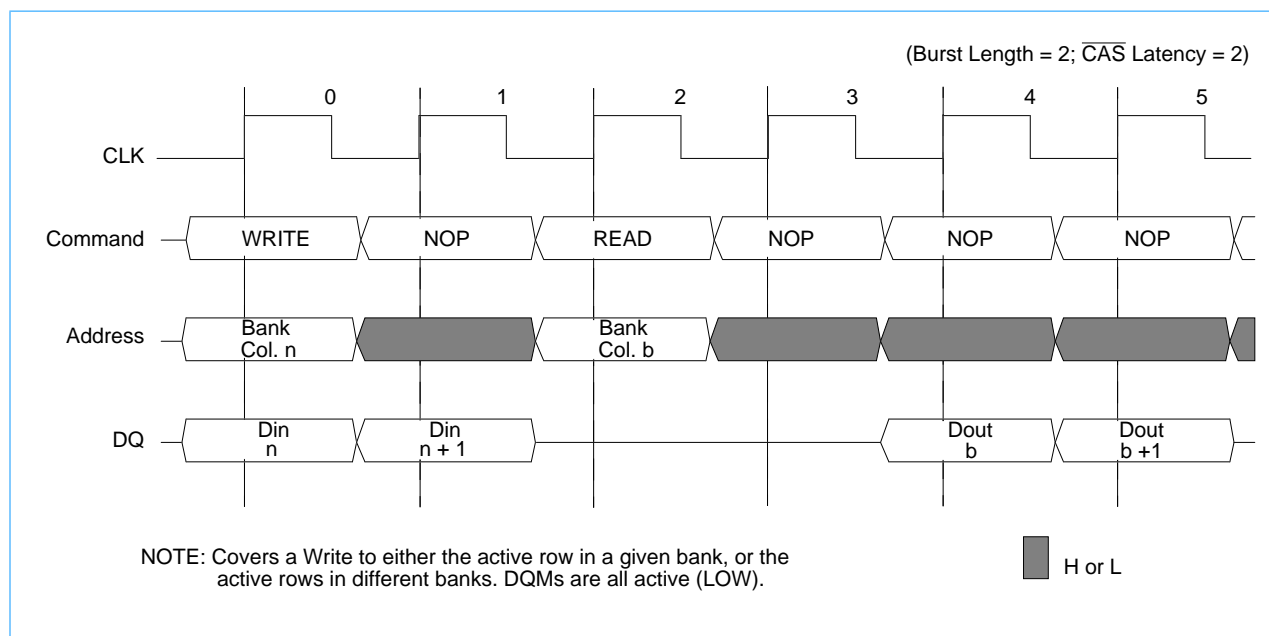 (Burst Length = 2; CAS Latency = 2)
0 1 2 3 4 5
CLK
Command WRITE NOP READ NOP NOP NOP
Address Bank Col. n Bank Col. b
DQ Din n Din n + 1 Dout b Dout b +1
NOTE: Covers a Write to either the active row in a given bank, or the
active rows in different banks. DQMs are all active (LOW).
H or L